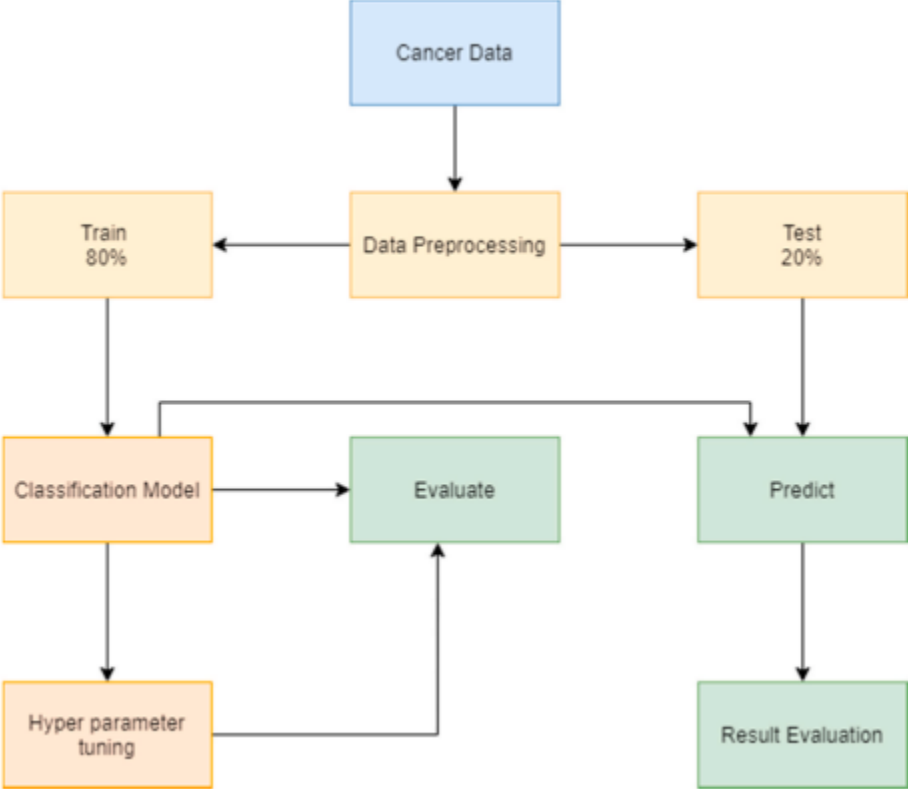 Cancer Data
Train
80%
Data Preprocessing
Test
20%
Classification Model
Evaluate
Predict
Hyper parameter
tuning
Result Evaluation